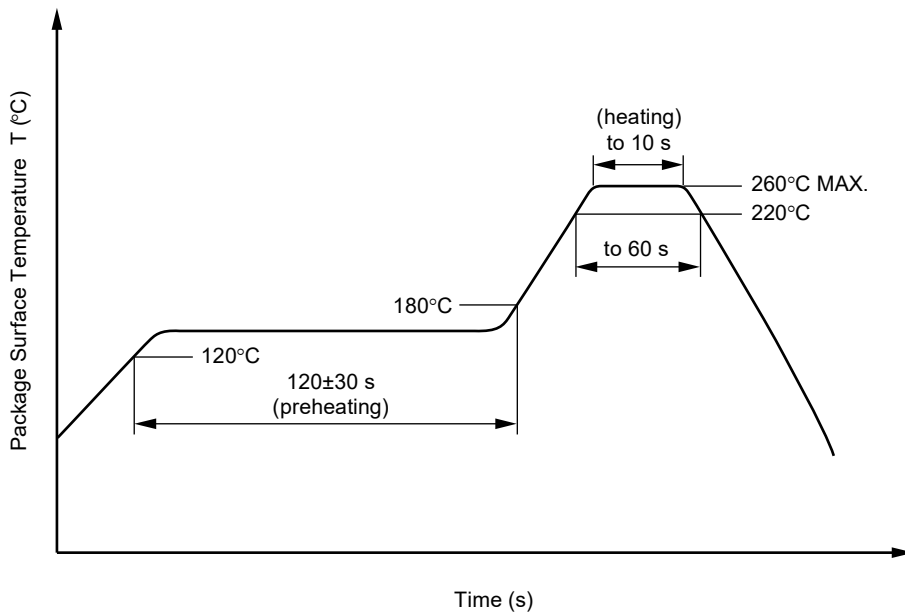 Package Surface Temperature T (°C)
(heating)
to 10 s
260°C MAX.
220°C
to 60 s
180°C
120°C
120±30 s
(preheating)
Time (s)